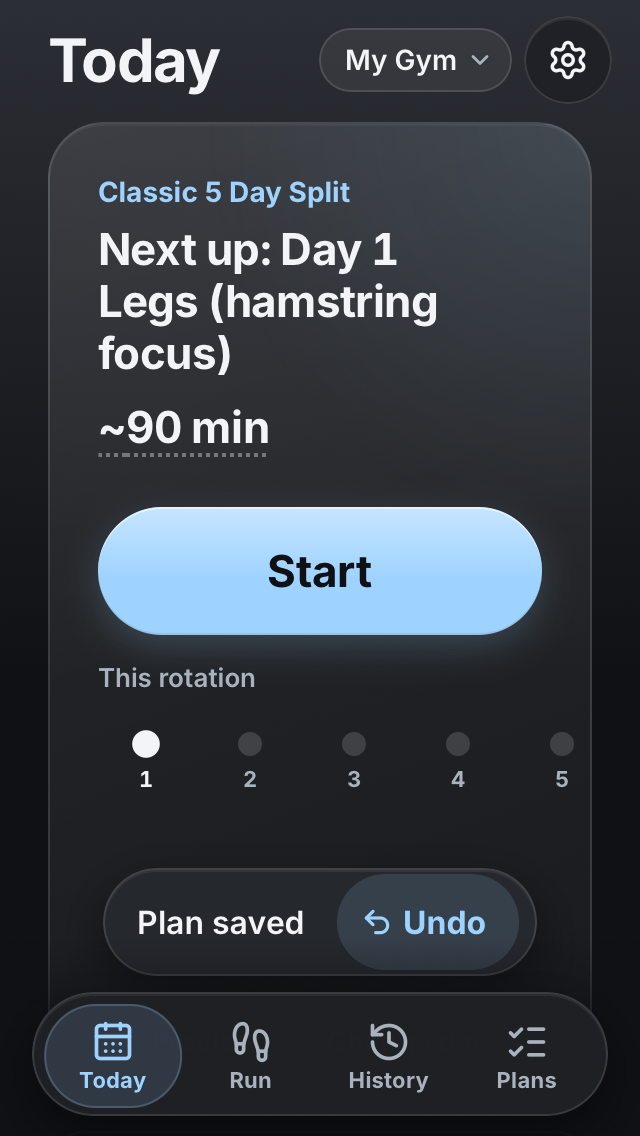 Today
My Gym
Classic 5 Day Split
Next up: Day 1
Legs (hamstring
focus)
~90 min
Start
This rotation
1 2 3 4 5
Plan saved
Undo
Today
Run
History
Plans